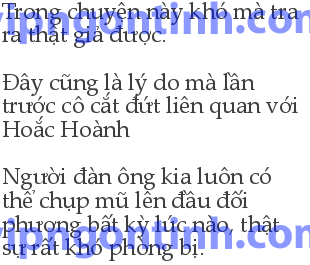 Trong chuyện này khó mà tra
ra thật giả được.
Đây cũng là lý do mà lần
trước cô cắt đứt liên quan với
Hoắc Hoành
Người đàn ông kia luôn có
thể chụp mũ lên đầu đối
phương bất kỳ lúc nào, thật
sự rất khó phòng bị.